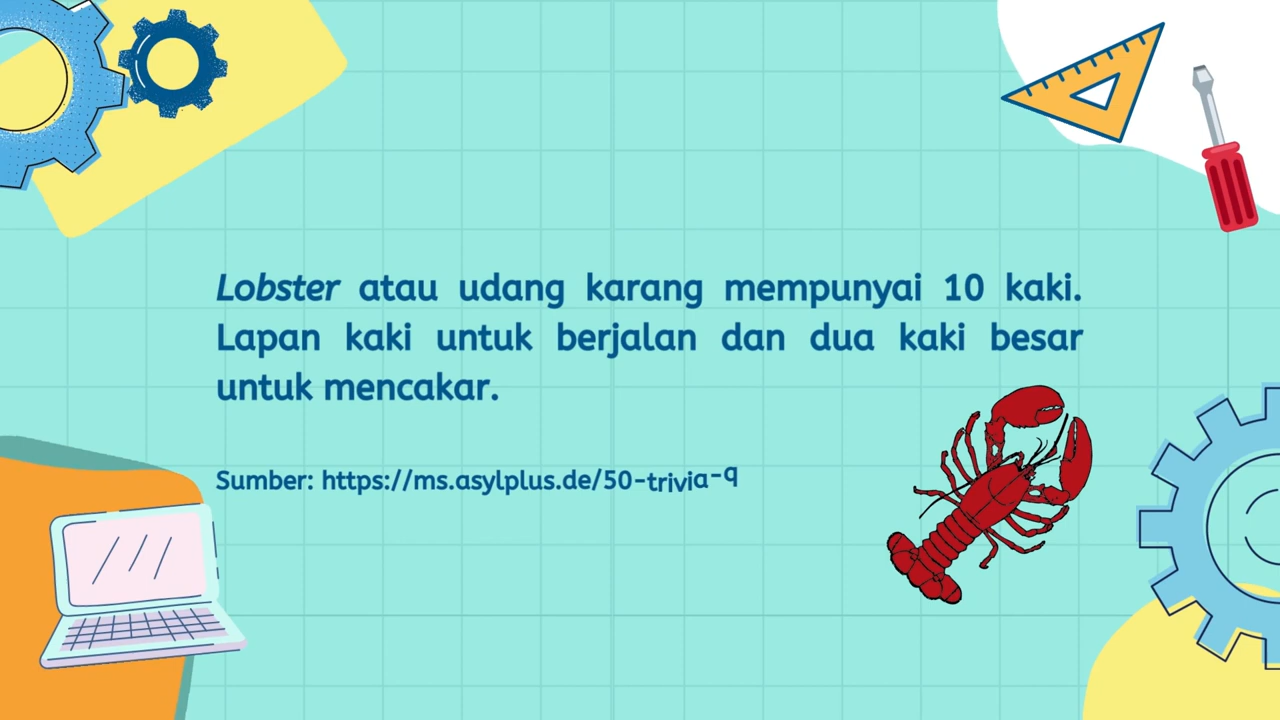 Lobster atau udang karang mempunyai 10 kaki.
Lapan kaki untuk berjalan dan dua kaki besar
untuk mencakar.
Sumber: https://ms.asylplus.de/50-trivia-q